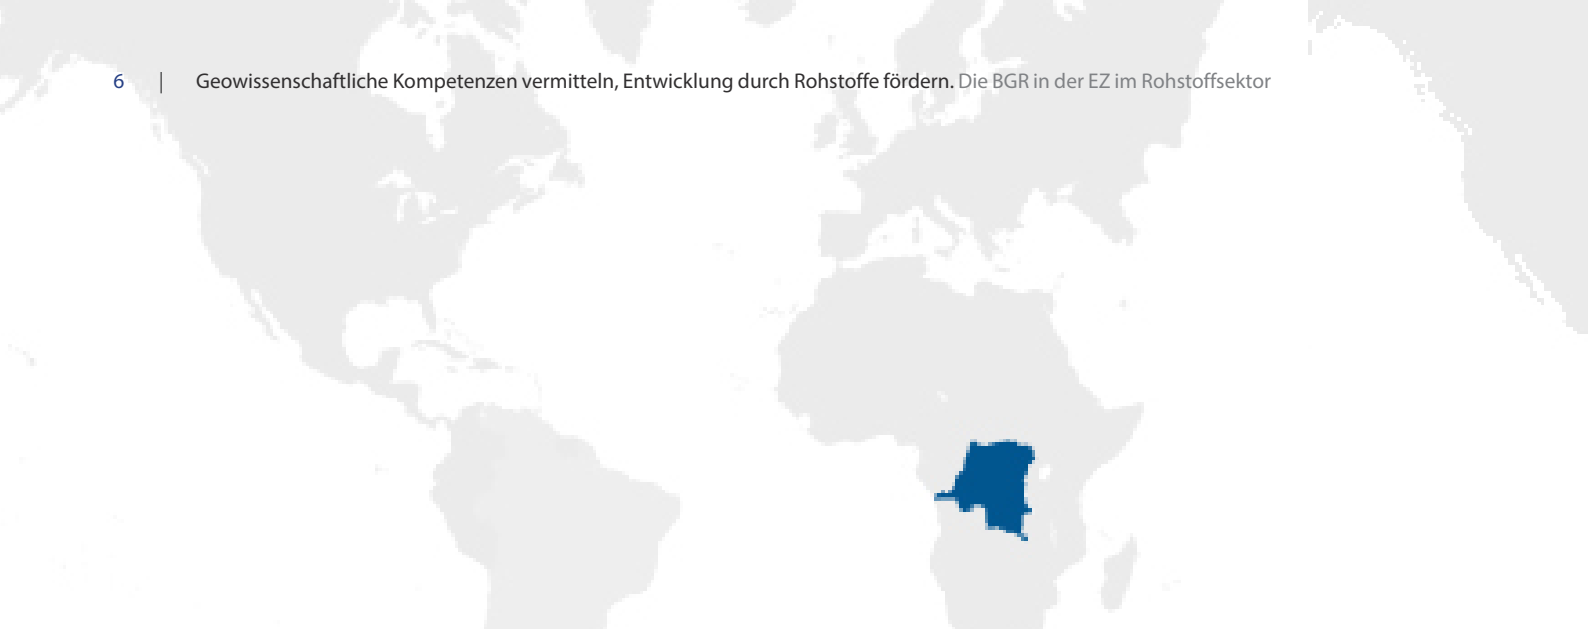 6 | Geowissenschaftliche Kompetenzen vermitteln, Entwicklung durch Rohstoffe fördern. Die BGR in der EZ im Rohstoffsektor